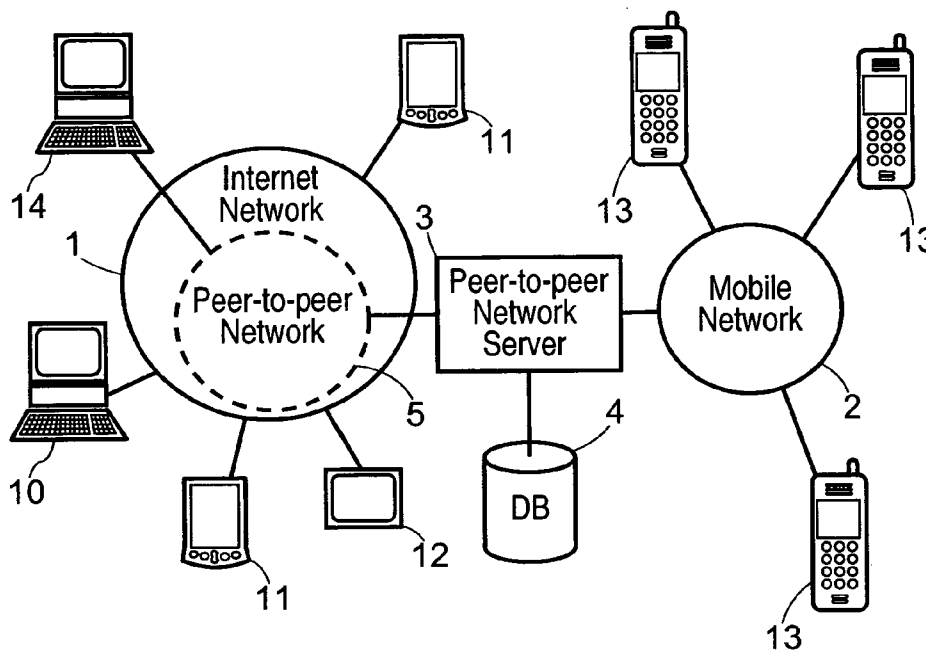 14
Internet
Network
11
13
13
1
3
Peer-to-peer
Network
Peer-to-peer
Network
Server
Mobile
Network
5
4
2
10
DB
11
12
13